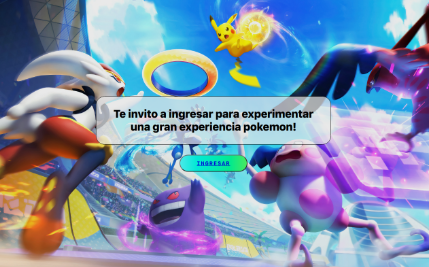 Te invito a ingresar para experimentar
una gran experiencia pokemon!
INGRESAR